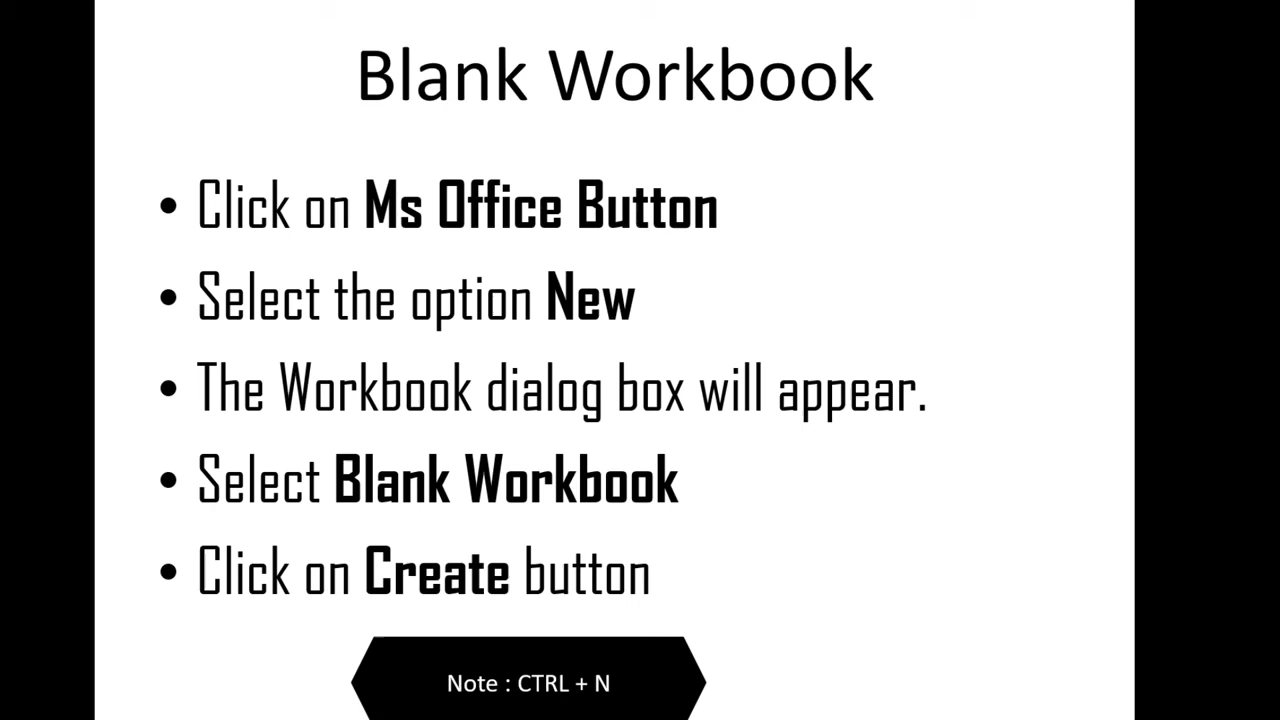 Blank Workbook
• Click on Ms Office Button
• Select the option New
• The Workbook dialog box will appear.
• Select Blank Workbook
• Click on Create button
Note : CTRL + N